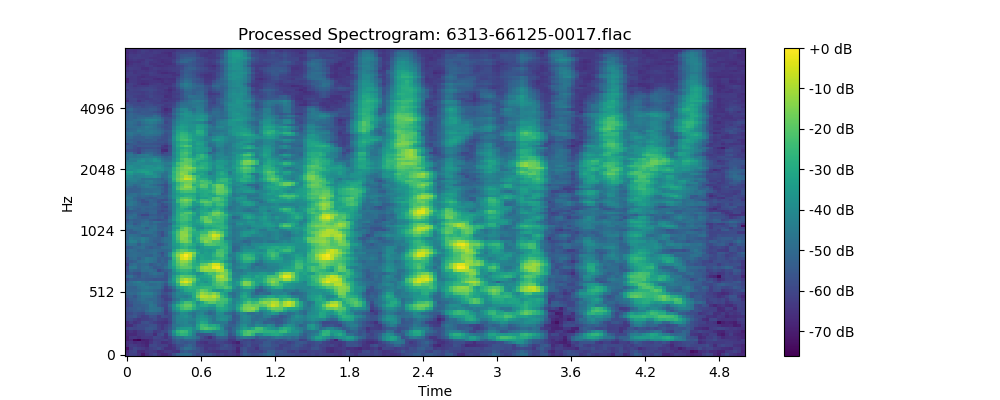 Processed Spectrogram: 6313-66125-0017.flac
+0 dB
4096
-10 dB
-20 dB
2048
-30 dB
Hz
1024
-40 dB
-50 dB
512
-60 dB
-70 dB
0
0 0.6 1.2 1.8 2.4 3 3.6 4.2 4.8
Time